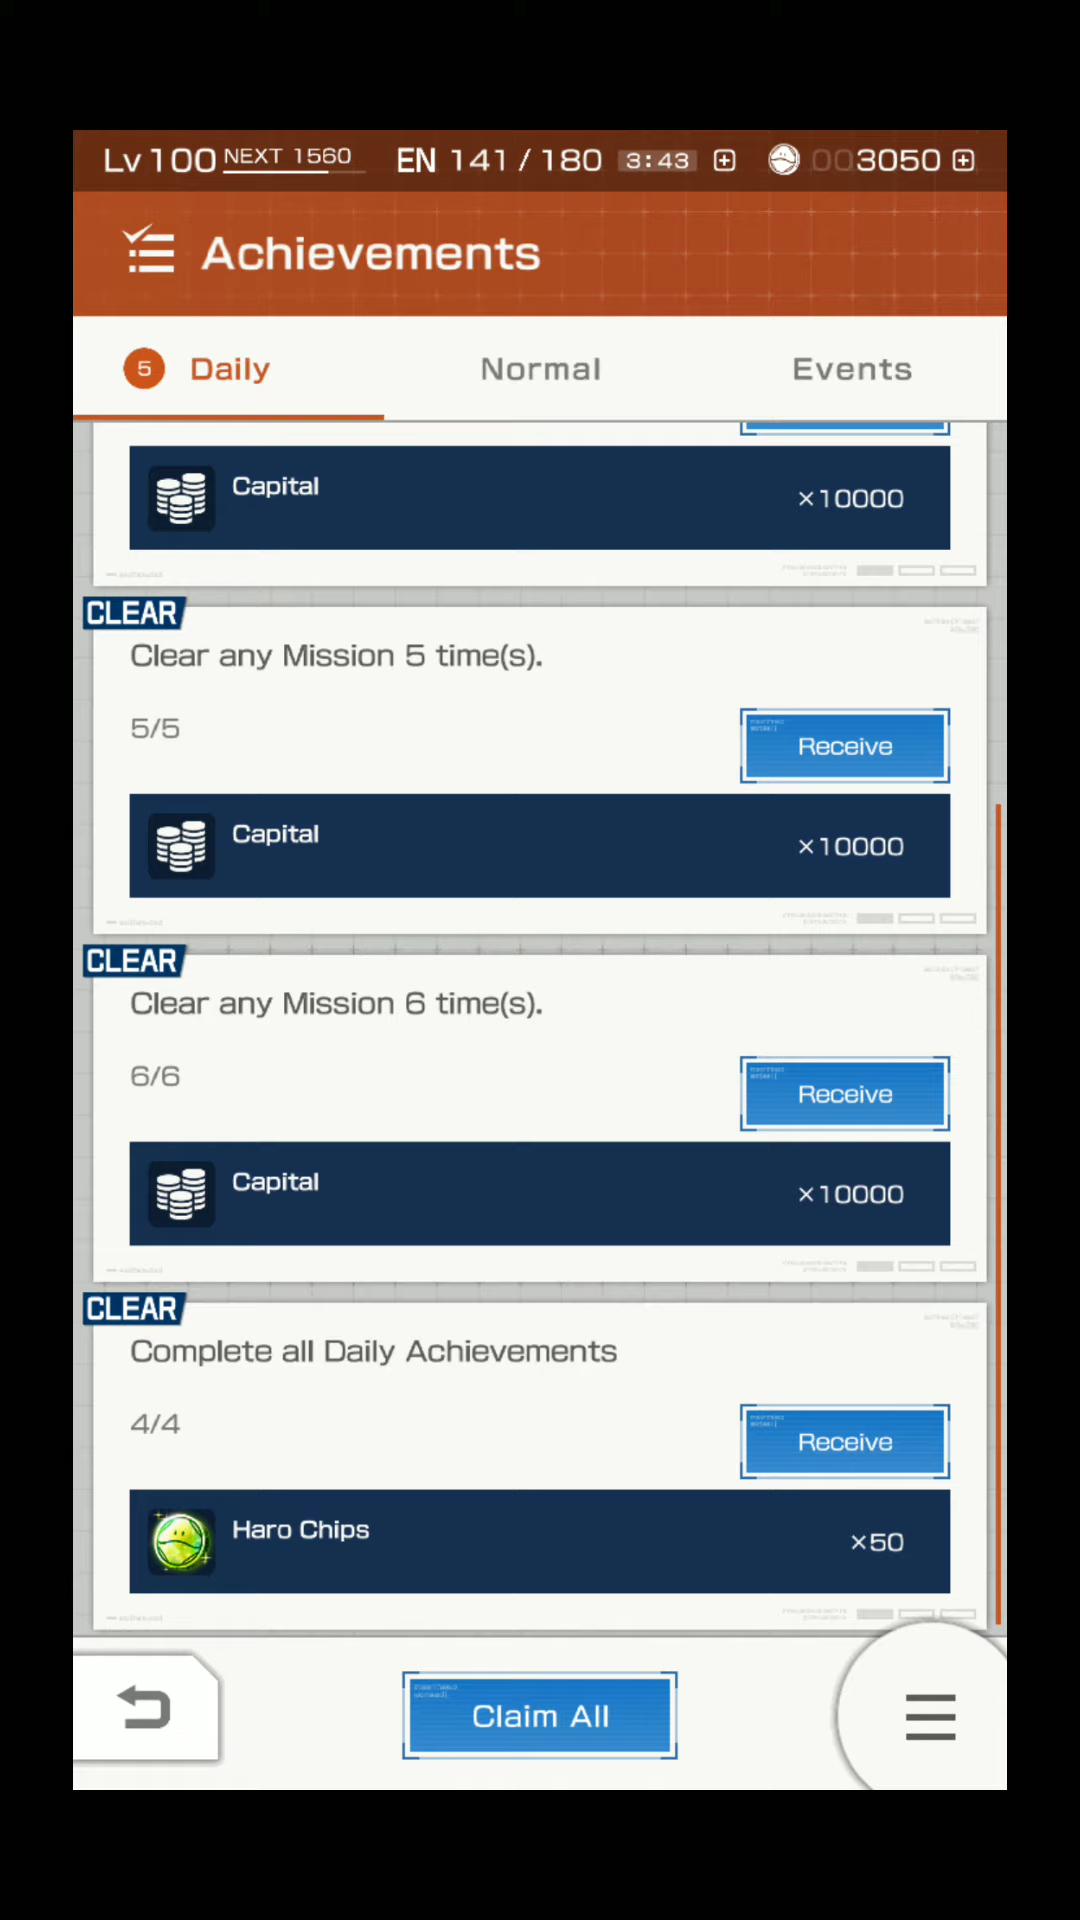 Lv 100 NEXT 1560 EN 141 / 180 3:43 003050
Achievements
5 Daily Normal Events
Capital
×10000
CLEAR
Clear any Mission 5 time(s).
5/5
Receive
Capital
×10000
CLEAR
Clear any Mission 6 time(s).
6/6
Receive
Capital
×10000
CLEAR
Complete all Daily Achievements
4/4
Receive
Haro Chips
×50
Claim All